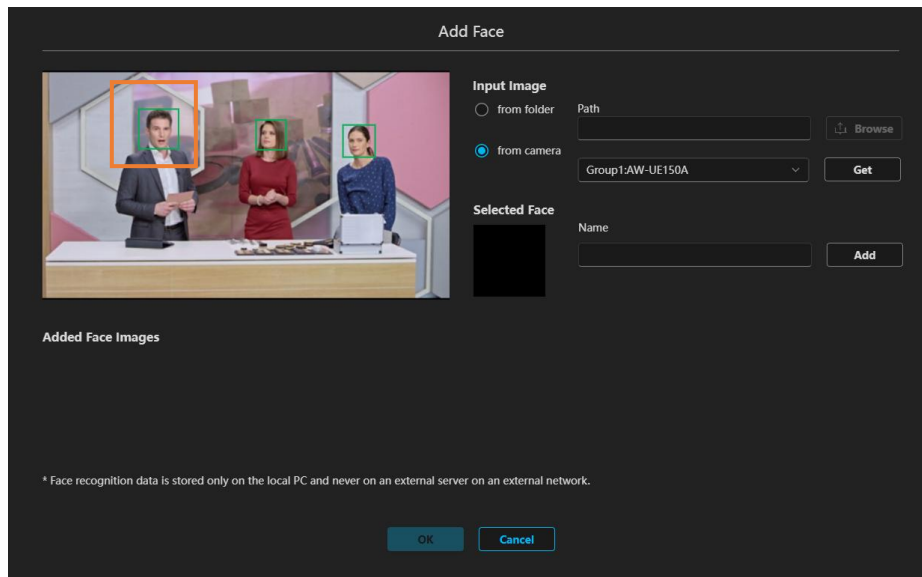 Add Face
Input Image
from folder
Path
Browse
from camera
Group1:AW-UE150A
Get
Selected Face
Name
Add
Added Face Images
* Face recognition data is stored only on the local PC and never on an external server on an external network.
OK
Cancel